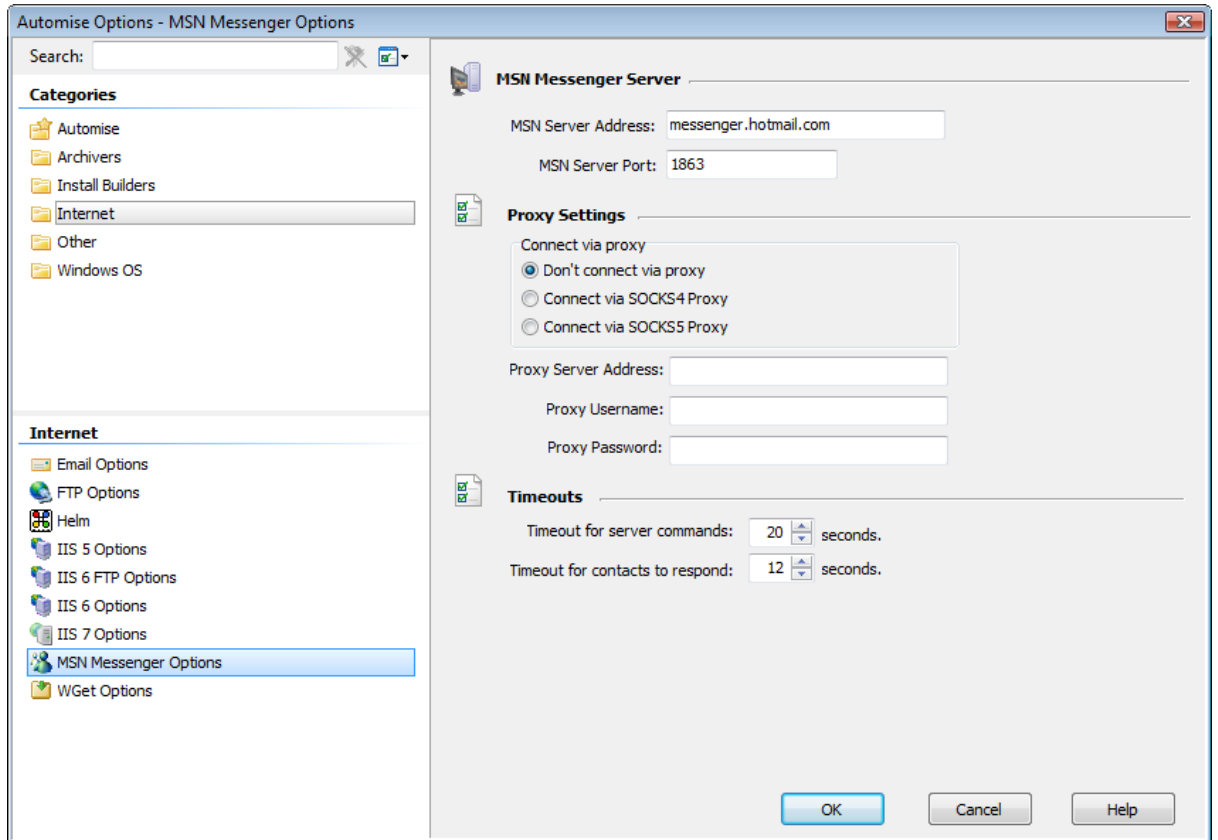 Automise Options - MSN Messenger Options
Search:
Categories
Automise
Archivers
Install Builders
Internet
Other
Windows OS
Internet
Email Options
FTP Options
Helm
IIS 5 Options
IIS 6 FTP Options
IIS 6 Options
IIS 7 Options
MSN Messenger Options
WGet Options
MSN Messenger Server
MSN Server Address: messenger.hotmail.com
MSN Server Port: 1863
Proxy Settings
Connect via proxy
Don't connect via proxy
Connect via SOCKS4 Proxy
Connect via SOCKS5 Proxy
Proxy Server Address:
Proxy Username:
Proxy Password:
Timeouts
Timeout for server commands: 20 seconds.
Timeout for contacts to respond: 12 seconds.
OK Cancel Help